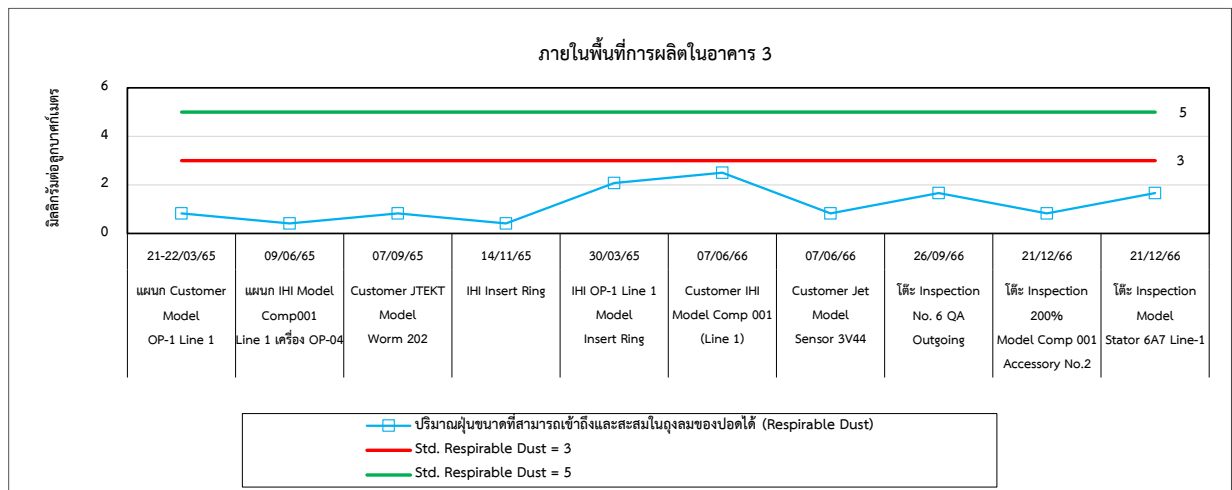 ภายในพื้นที่การผลิตในอาคาร 3
มิลลิกรัมต่อลูกบาศก์เมตร
6
4
2
0
5
3
21-22/03/65
09/06/65
07/09/65
14/11/65
30/03/65
07/06/66
07/06/66
26/09/66
21/12/66
21/12/66
แผนก Customer
Model
OP-1 Line 1
แผนก IHI Model
Comp001
Line 1 เครื่อง OP-04
Customer JTEKT
Model
Worm 202
IHI Insert Ring
IHI OP-1 Line 1
Model
Insert Ring
Customer IHI
Model Comp 001
(Line 1)
Customer Jet
Model
Sensor 3V44
โต๊ะ Inspection
No. 6 QA
Outgoing
โต๊ะ Inspection
200%
Model Comp 001
Accessory No.2
โต๊ะ Inspection
Model
Stator 6A7 Line-1
ปริมาณฝุ่นขนาดที่สามารถเข้าถึงและสะสมในถุงลมของปอดได้ (Respirable Dust)
Std. Respirable Dust = 3
Std. Respirable Dust = 5